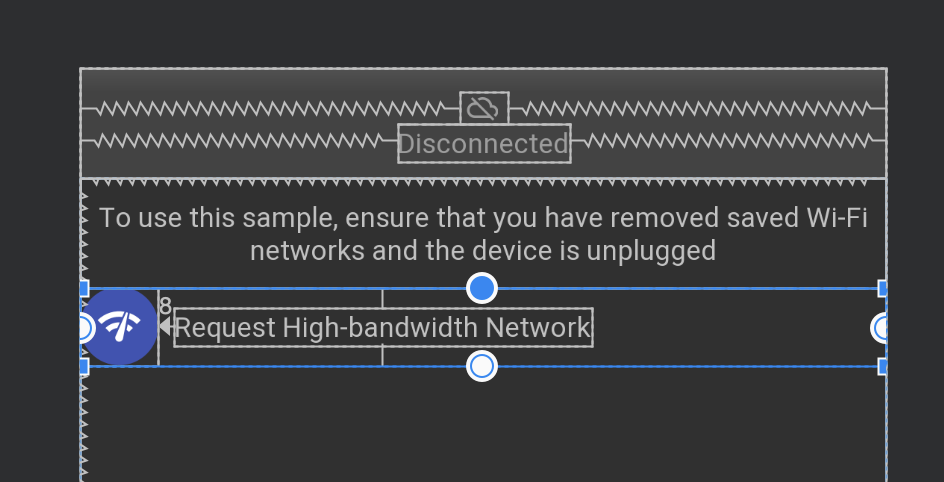 Disconnected
To use this sample, ensure that you have removed saved Wi-Fi
networks and the device is unplugged
8
Request High-bandwidth Network